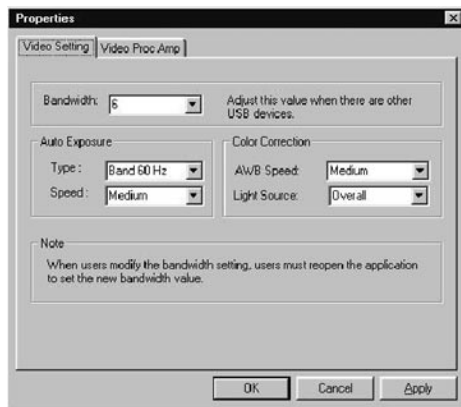 Properties
Video Setting Video Proc Amp
Bandwidth: 6 Adjust this value when there are other
USB devices.
Auto Exposure
Type : Band 60 Hz
Speed : Medium
Color Correction
AWB Speed: Medium
Light Source: Overall
Note
When users modify the bandwidth setting, users must reopen the application
to set the new bandwidth value.
OK Cancel Apply